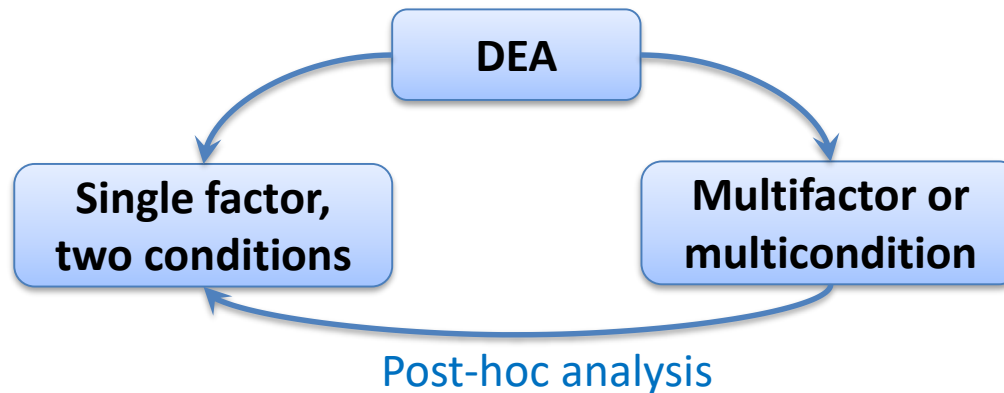 DEA
Single factor,
two conditions
Multifactor or
multicondition
Post-hoc analysis